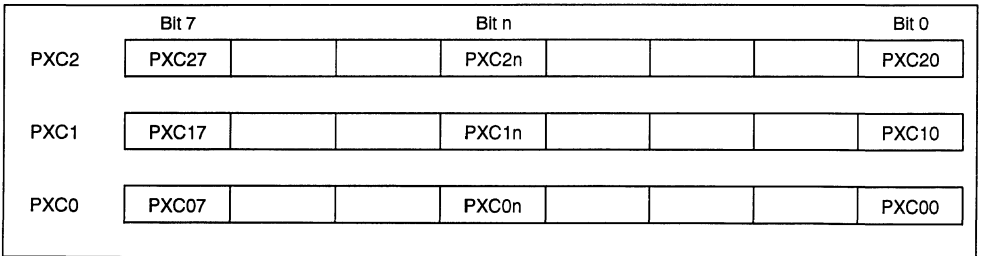 Bit 7 Bit n Bit 0
PXC2 PXC27 PXC2n PXC20
PXC1 PXC17 PXC1n PXC10
PXC0 PXC07 PXC0n PXC00